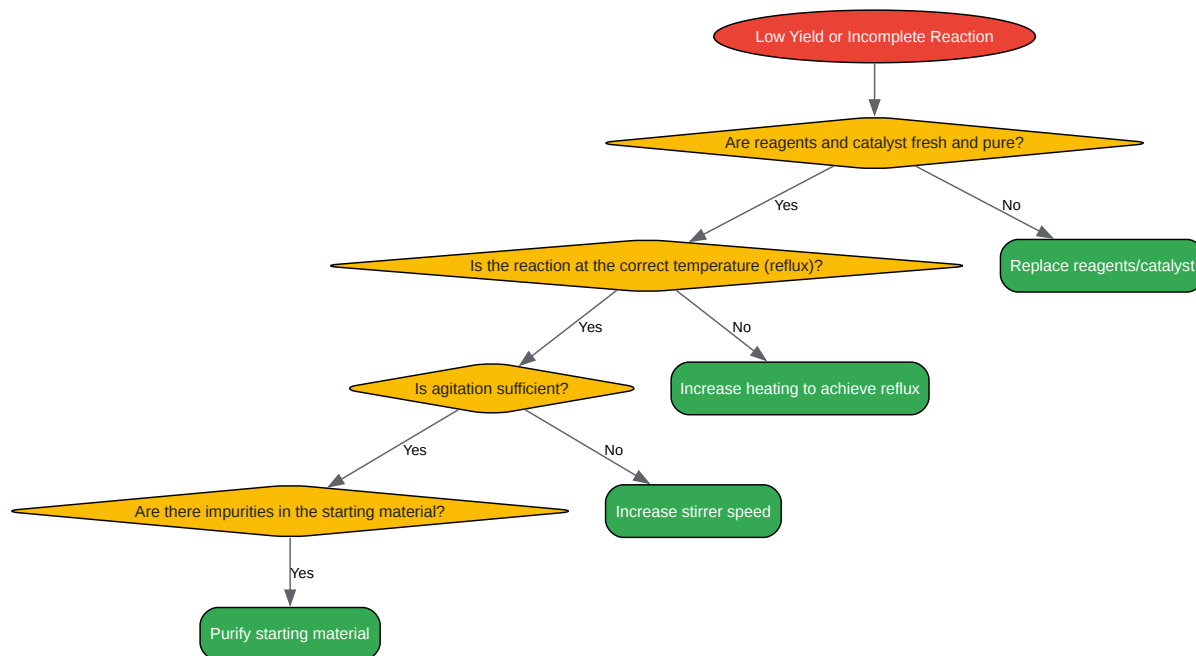 Low Yield or Incomplete Reaction
Are reagents and catalyst fresh and pure?
Yes
No
Is the reaction at the correct temperature (reflux)?
Replace reagents/catalyst
Yes
No
Is agitation sufficient?
Increase heating to achieve reflux
Yes
No
Are there impurities in the starting material?
Increase stirrer speed
Yes
Purify starting material